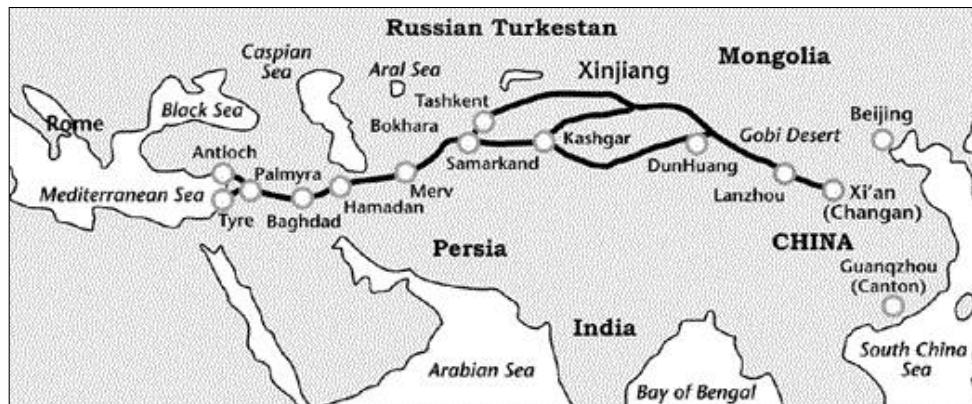 Russian Turkestan
Caspian
Sea
Aral Sea
Xinjiang
Mongolia
Rome
Black Sea
Tashkent
Bokhara
Beijing
Gobi Desert
Antioch
Palmyra
Samarkand
Kashgar
DunHuang
Mediterranean Sea
Tyre
Baghdad
Hamadan
Merv
Lanzhou
Xi'an
(Changan)
Persia
CHINA
Guanqzhou
(Canton)
India
Arabian Sea
Bay of Bengal
South China
Sea